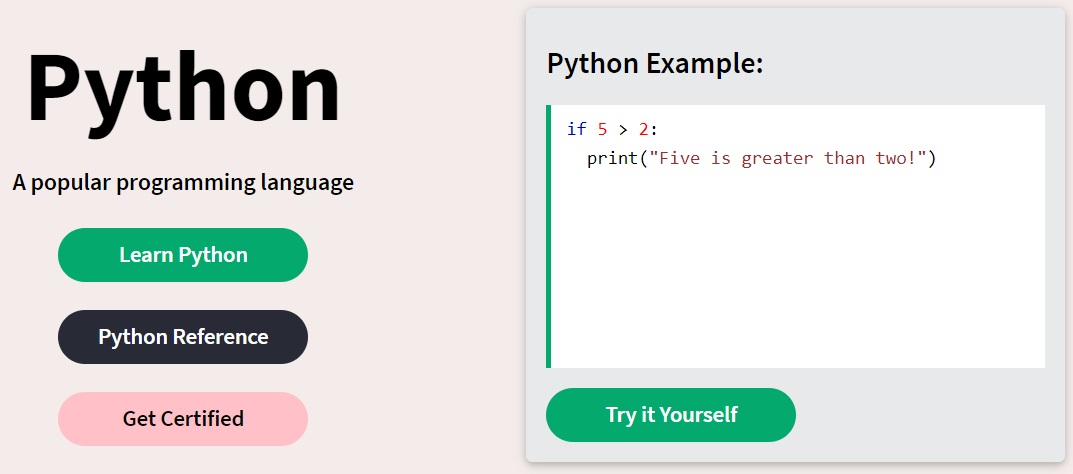 Python
A popular programming language
Learn Python
Python Reference
Get Certified
Python Example:
if 5 > 2:
  print("Five is greater than two!")
Try it Yourself